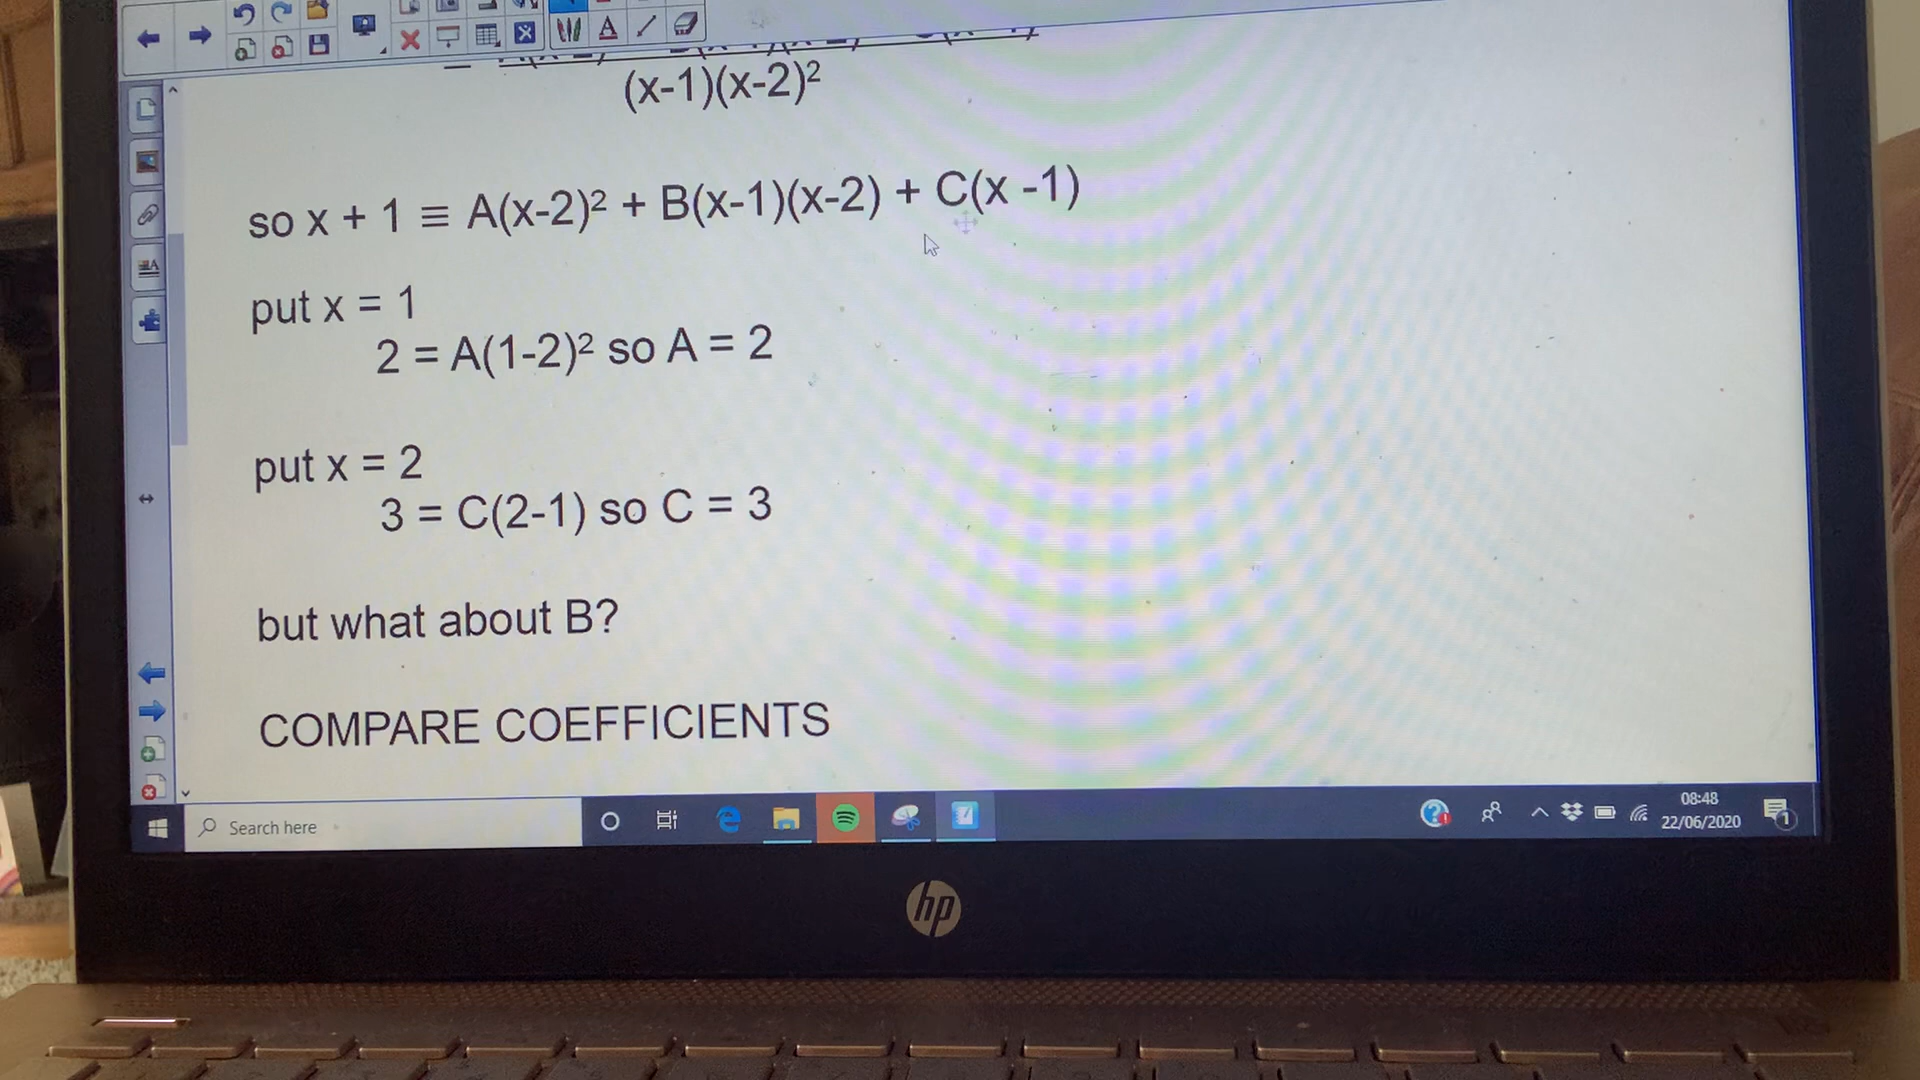 (x-1)(x-2)²
so x + 1 ≡ A(x-2)² + B(x-1)(x-2) + C(x -1)
put x = 1
2 = A(1-2)² so A = 2
put x = 2
3 = C(2-1) so C = 3
but what about B?
COMPARE COEFFICIENTS
Search here
08:48
22/06/2020
1
hp